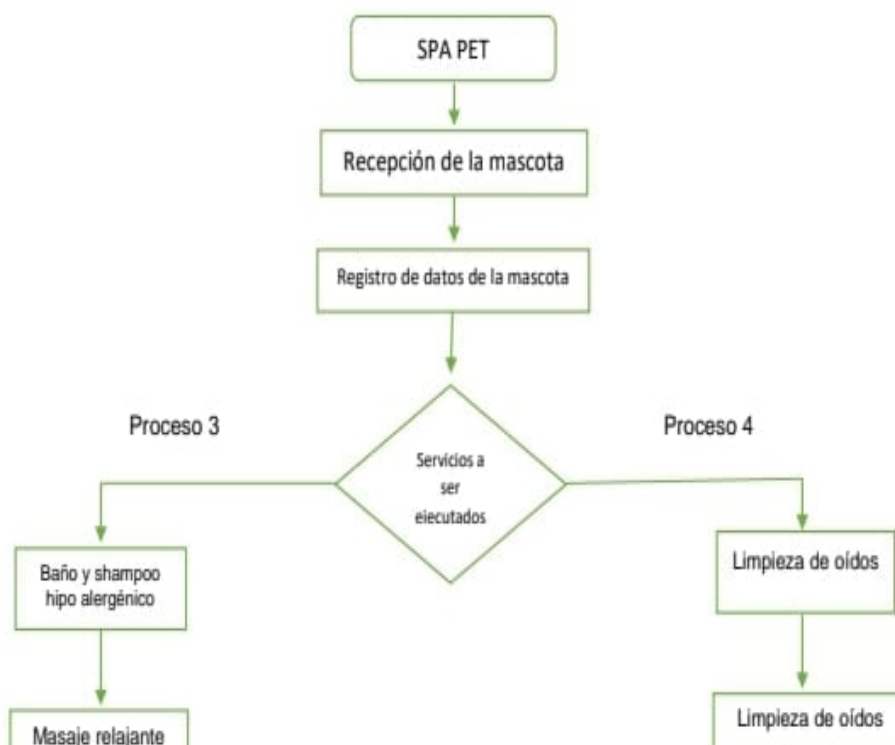 SPA PET
Recepción de la mascota
Registro de datos de la mascota
Proceso 3
Proceso 4
Servicios a
ser
ejecutados
Baño y shampoo
hipo alergénico
Limpieza de oídos
Masaje relajante
Limpieza de oídos